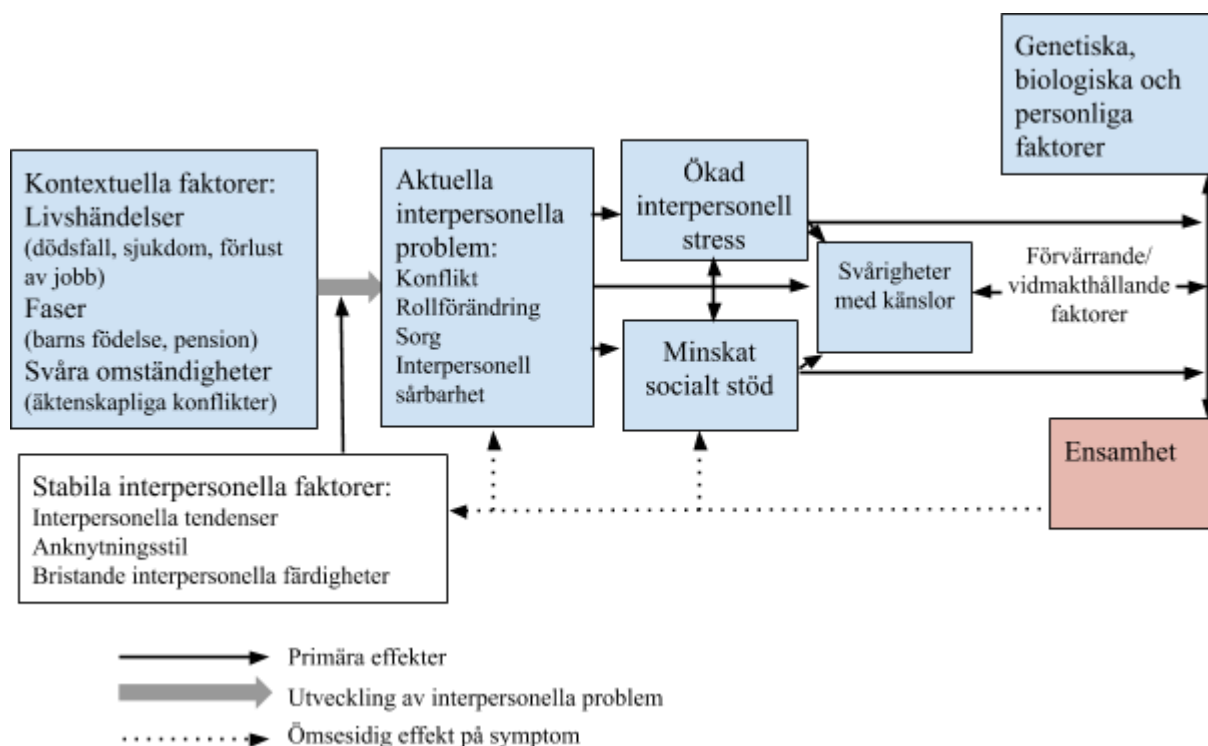 Genetiska,
biologiska och
personliga
faktorer
Kontextuella faktorer:
Livshändelser
(dödsfall, sjukdom, förlust
av jobb)
Faser
(barns födelse, pension)
Svåra omständigheter
(äktenskapliga konflikter)
Aktuella
interpersonella
problem:
Konflikt
Rollförändring
Sorg
Interpersonell
sårbarhet
Ökad
interpersonell
stress
Minskat
socialt stöd
Svårigheter
med känslor
Förvärrande/
vidmakthållande
faktorer
Ensamhet
Stabila interpersonella faktorer:
Interpersonella tendenser
Anknytningsstil
Bristande interpersonella färdigheter
Primära effekter
Utveckling av interpersonella problem
Ömsesidig effekt på symptom